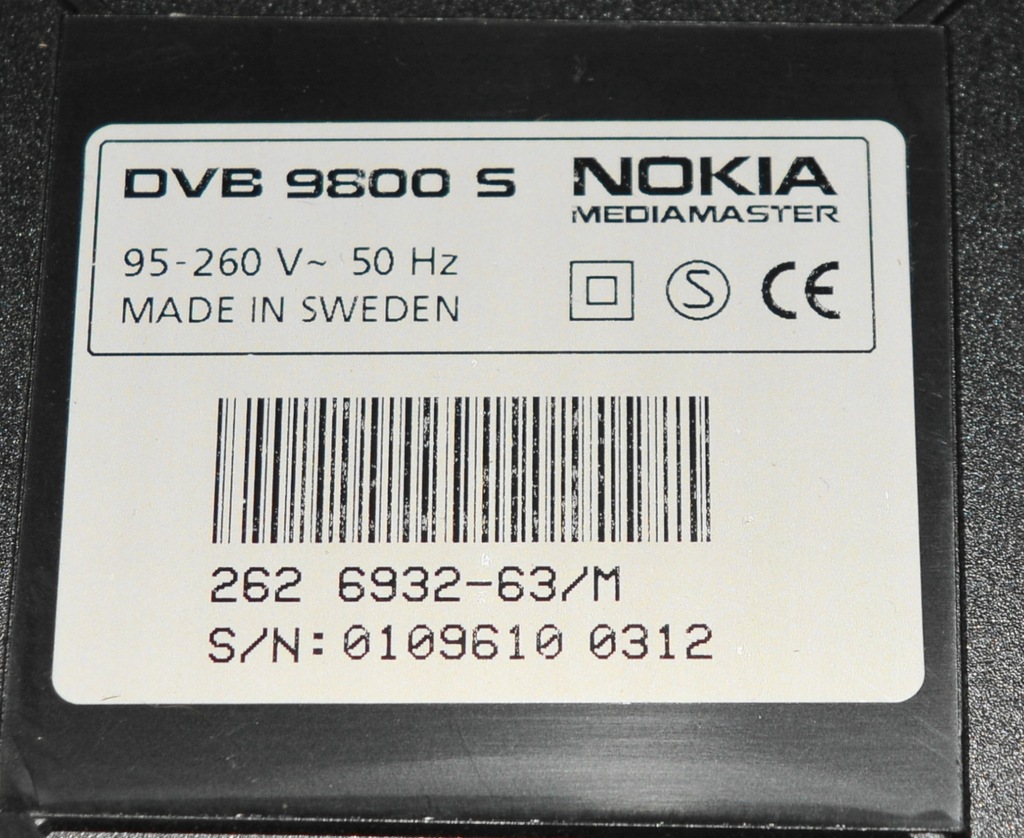 DVB 9800 S
NOKIA
MEDIAMASTER
95-260 V~ 50 Hz
MADE IN SWEDEN
S
CE
262 6932-63/M
S/N: 0109610 0312